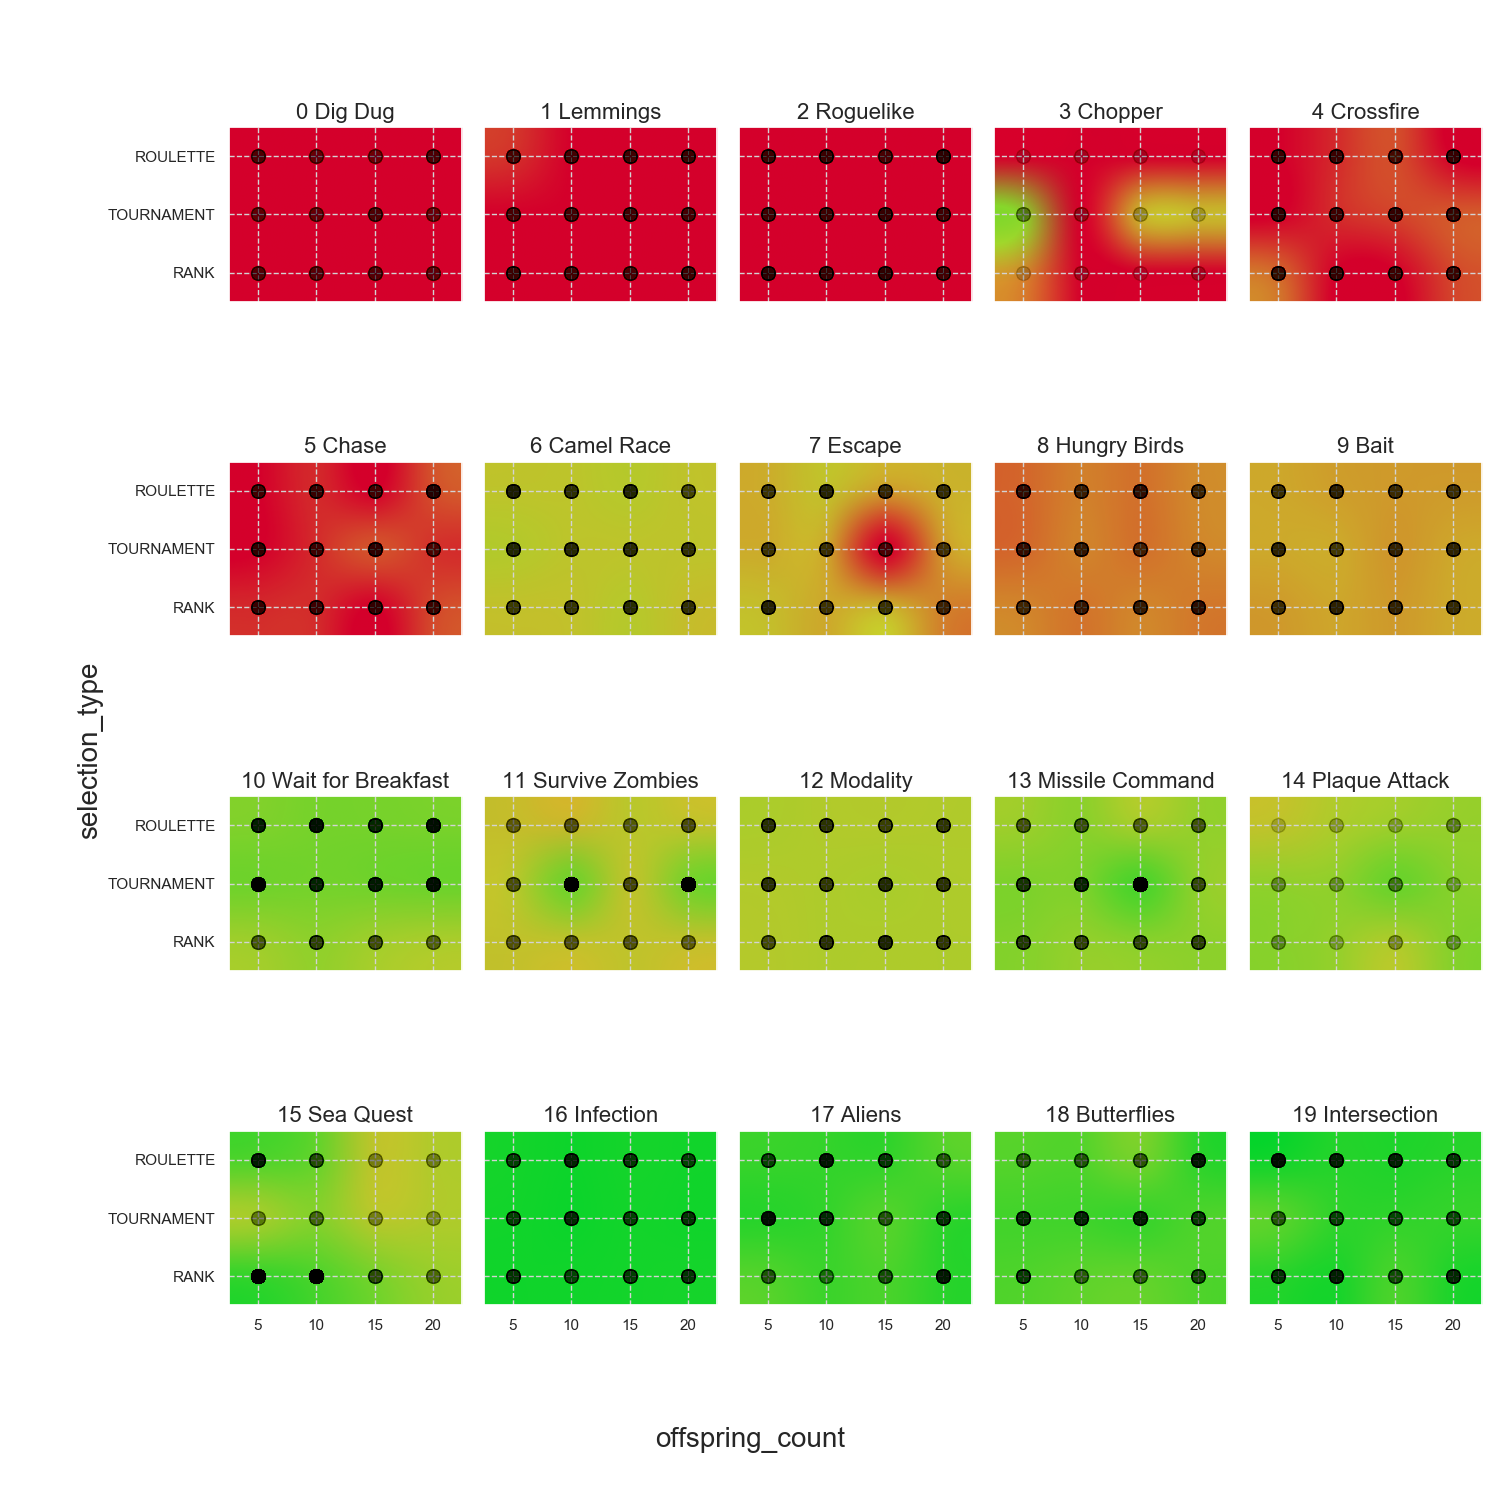 0 Dig Dug
1 Lemmings
2 Roguelike
3 Chopper
4 Crossfire
ROULETTE
TOURNAMENT
RANK
5 Chase
6 Camel Race
7 Escape
8 Hungry Birds
9 Bait
ROULETTE
TOURNAMENT
RANK
selection_type
10 Wait for Breakfast
11 Survive Zombies
12 Modality
13 Missile Command
14 Plaque Attack
ROULETTE
TOURNAMENT
RANK
15 Sea Quest
16 Infection
17 Aliens
18 Butterflies
19 Intersection
ROULETTE
TOURNAMENT
RANK
5 10 15 20
5 10 15 20
5 10 15 20
5 10 15 20
5 10 15 20
offspring_count